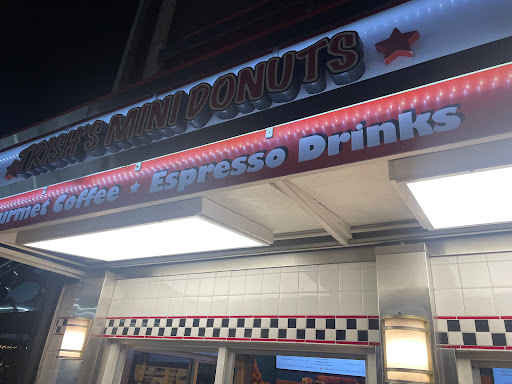 TRISH'S MINI DONUTS
urmet Coffee ★ Espresso Drinks